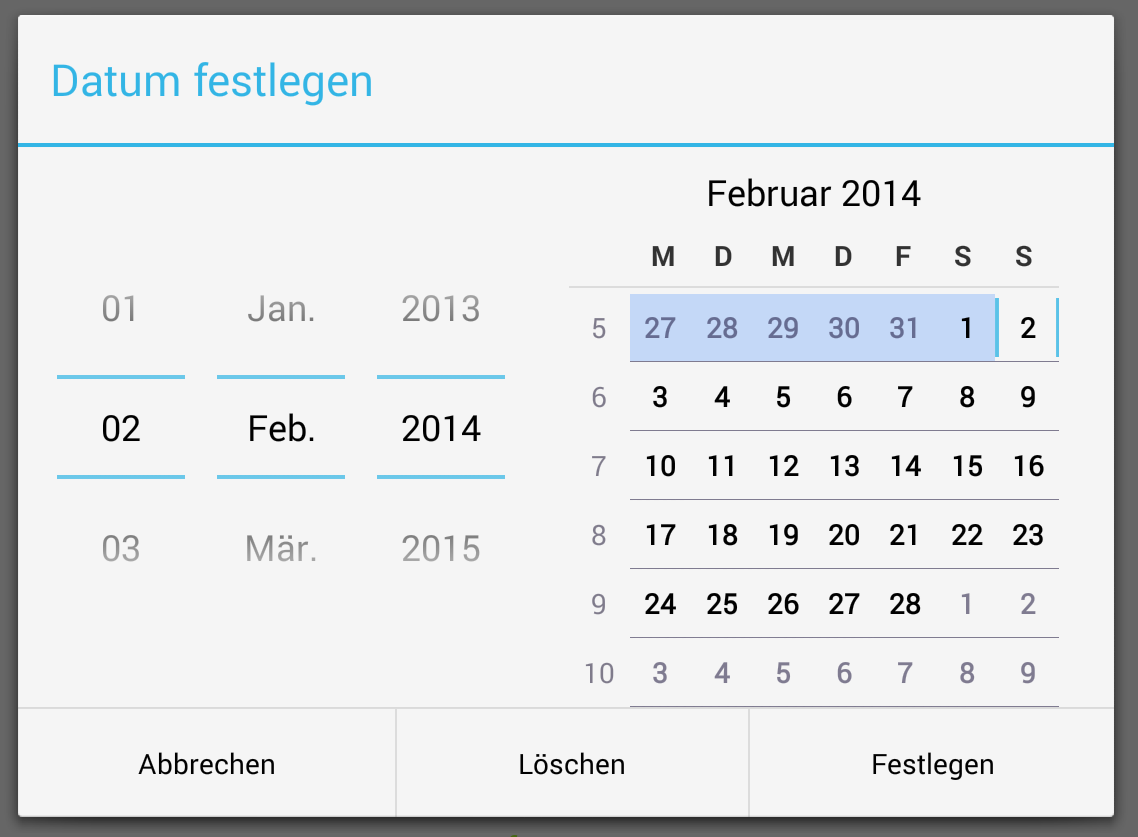 Datum festlegen
01 Jan. 2013
02 Feb. 2014
03 Mär. 2015
Februar 2014
M D M D F S S
5 27 28 29 30 31 1 2
6 3 4 5 6 7 8 9
7 10 11 12 13 14 15 16
8 17 18 19 20 21 22 23
9 24 25 26 27 28 1 2
10 3 4 5 6 7 8 9
Abbrechen Löschen Festlegen